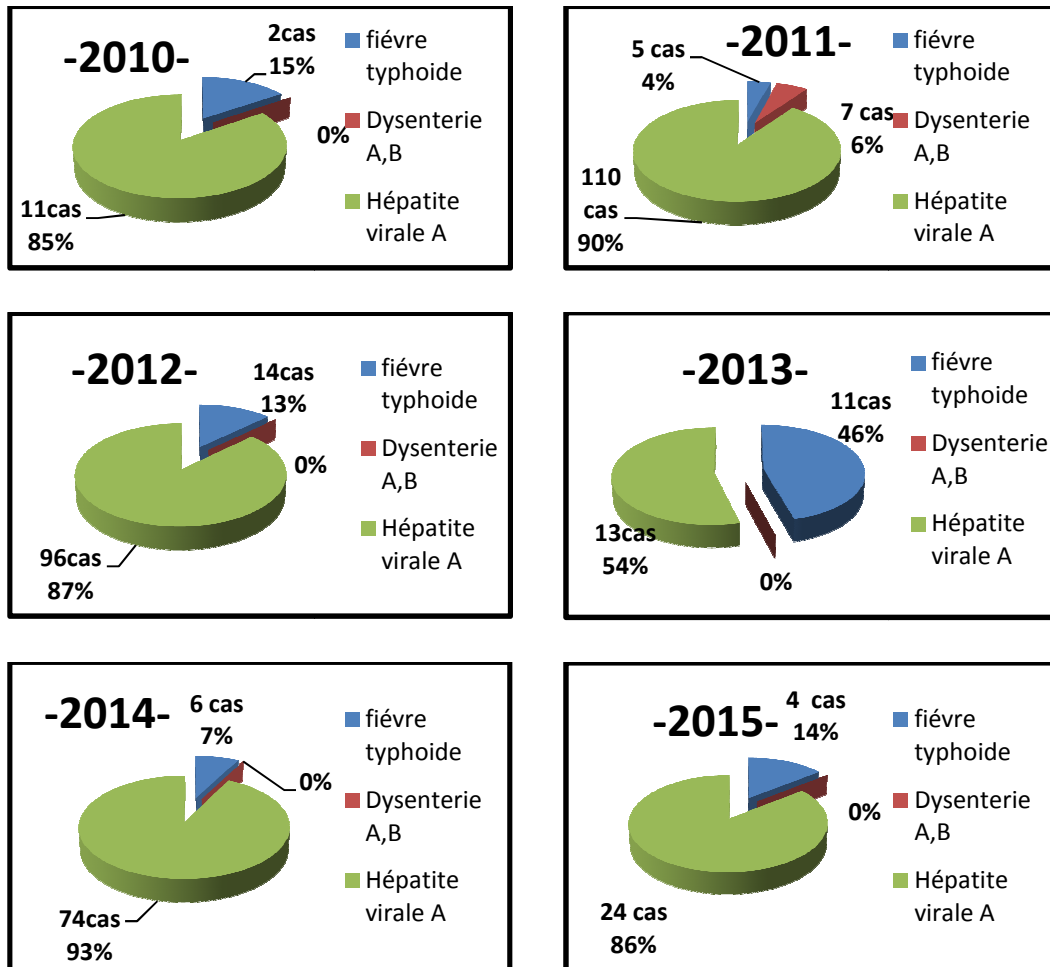 -2010-
2cas
15%
0%
11cas
85%
fiévre
typhoide
Dysenterie
A,B
Hépatite
virale A
-2011-
5 cas
4%
7 cas
6%
110
cas
90%
fiévre
typhoide
Dysenterie
A,B
Hépatite
virale A
-2012-
14cas
13%
0%
96cas
87%
fiévre
typhoide
Dysenterie
A,B
Hépatite
virale A
-2013-
11cas
46%
13cas
54%
0%
fiévre
typhoide
Dysenterie
A,B
Hépatite
virale A
-2014-
6 cas
7%
0%
74cas
93%
fiévre
typhoide
Dysenterie
A,B
Hépatite
virale A
-2015-
4 cas
14%
0%
24 cas
86%
fiévre
typhoide
Dysenterie
A,B
Hépatite
virale A